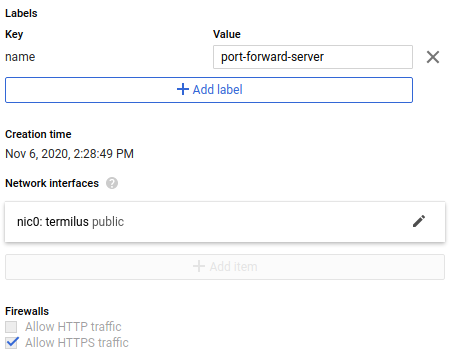 Labels
Key Value
name port-forward-server
Add label
Creation time
Nov 6, 2020, 2:28:49 PM
Network interfaces ?
nic0: termilus public
Add item
Firewalls
Allow HTTP traffic
Allow HTTPS traffic